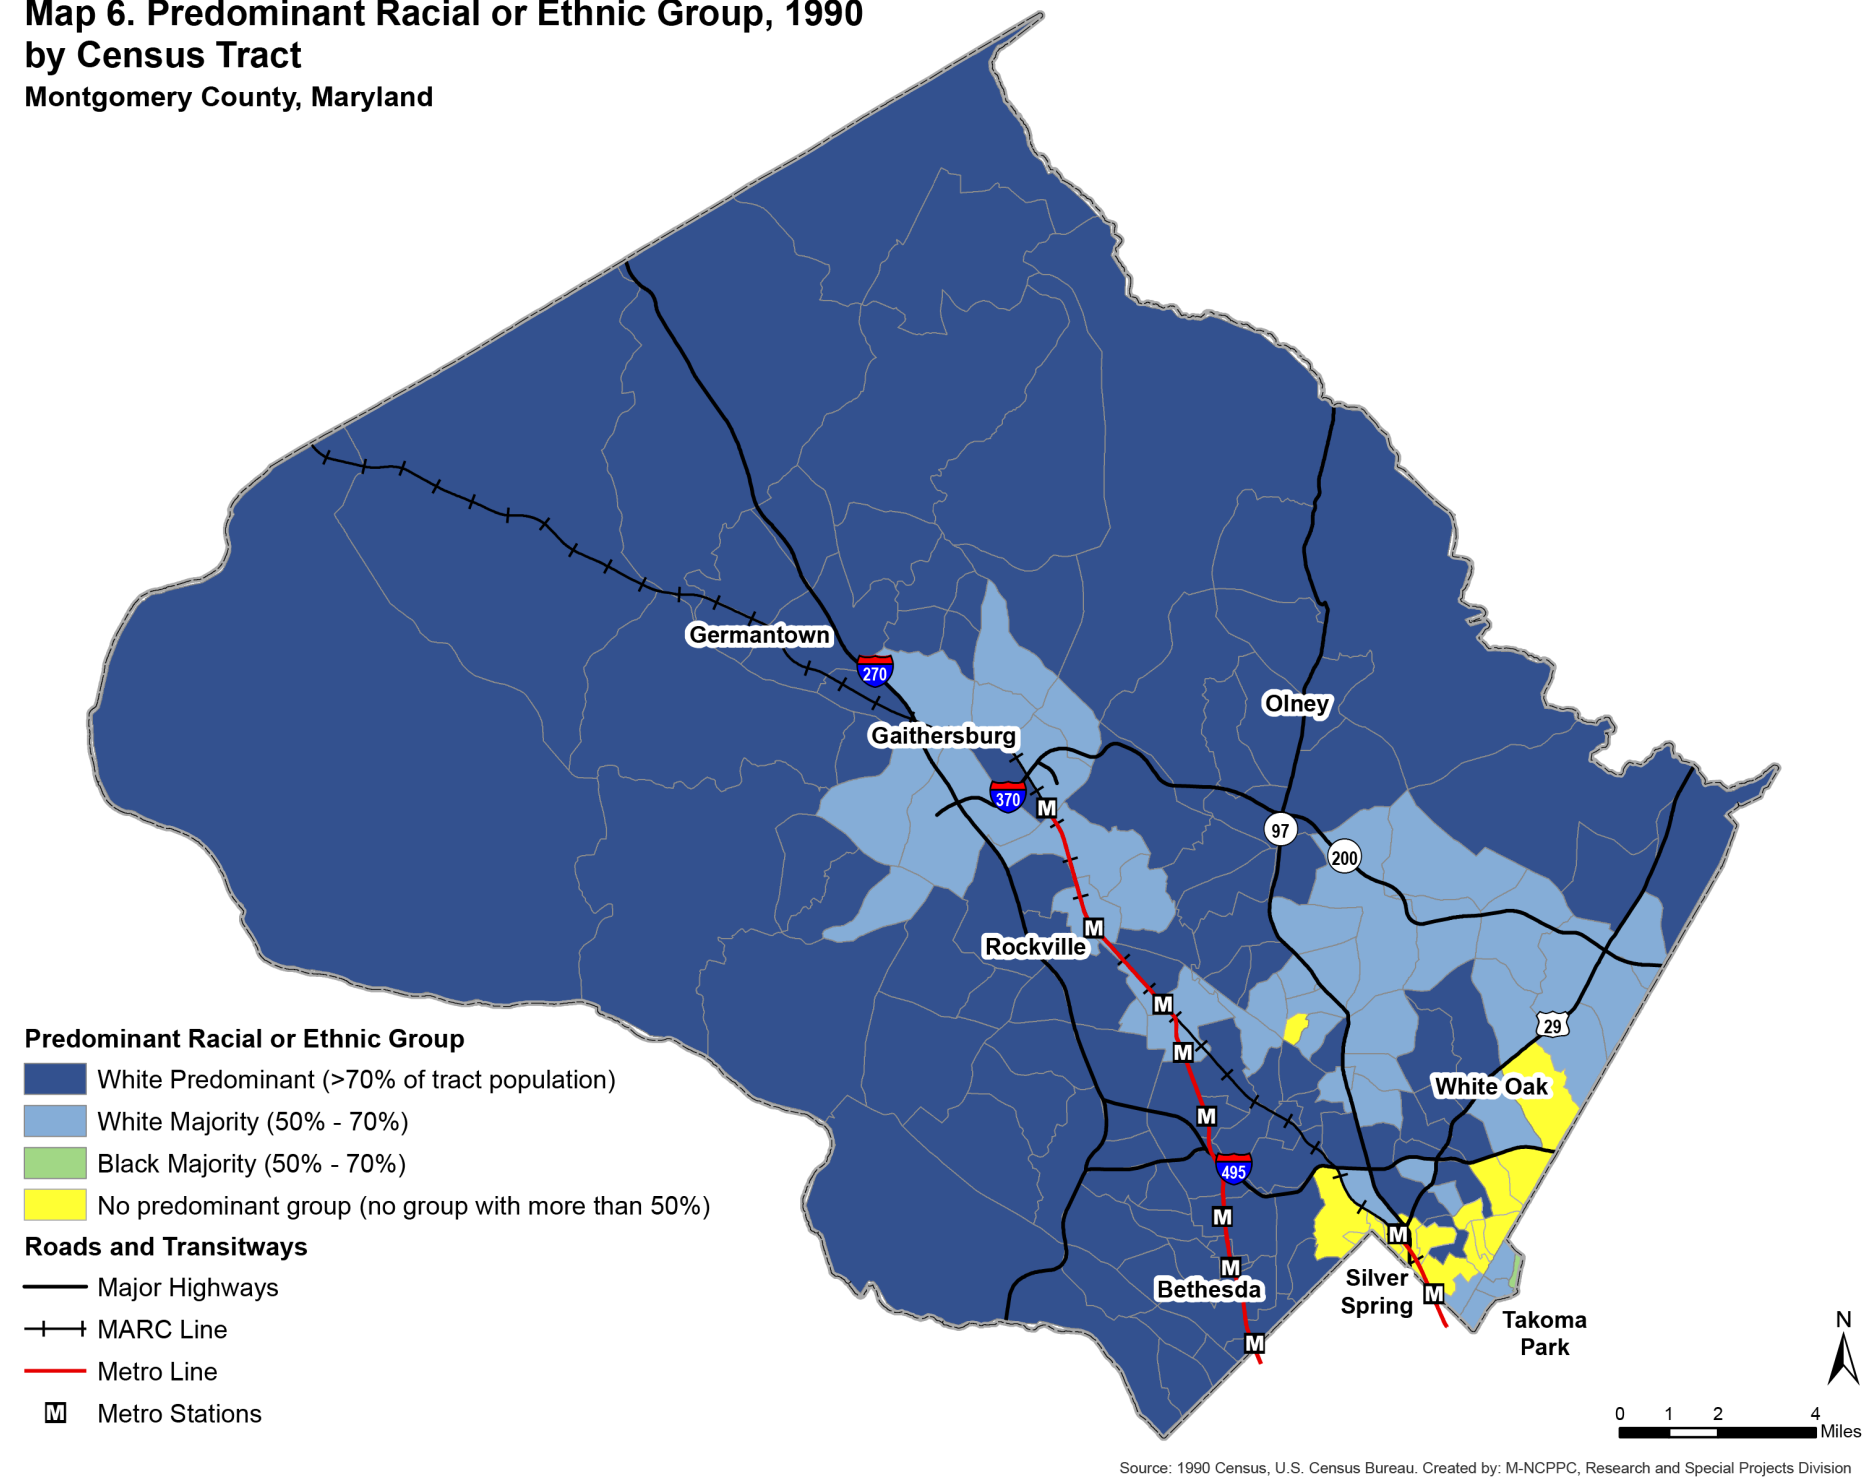 Map 6. Predominant Racial or Ethnic Group, 1990
by Census Tract
Montgomery County, Maryland
Germantown
270
Gaithersburg
Olney
370
M
97
200
M
Rockville
M
29
M
White Oak
M
495
M
M
M
Bethesda
Silver
Spring
M
Takoma
Park
M
Predominant Racial or Ethnic Group
White Predominant (>70% of tract population)
White Majority (50% - 70%)
Black Majority (50% - 70%)
No predominant group (no group with more than 50%)
Roads and Transitways
Major Highways
MARC Line
Metro Line
M Metro Stations
N
0 1 2 4
Miles
Source: 1990 Census, U.S. Census Bureau. Created by: M-NCPPC, Research and Special Projects Division